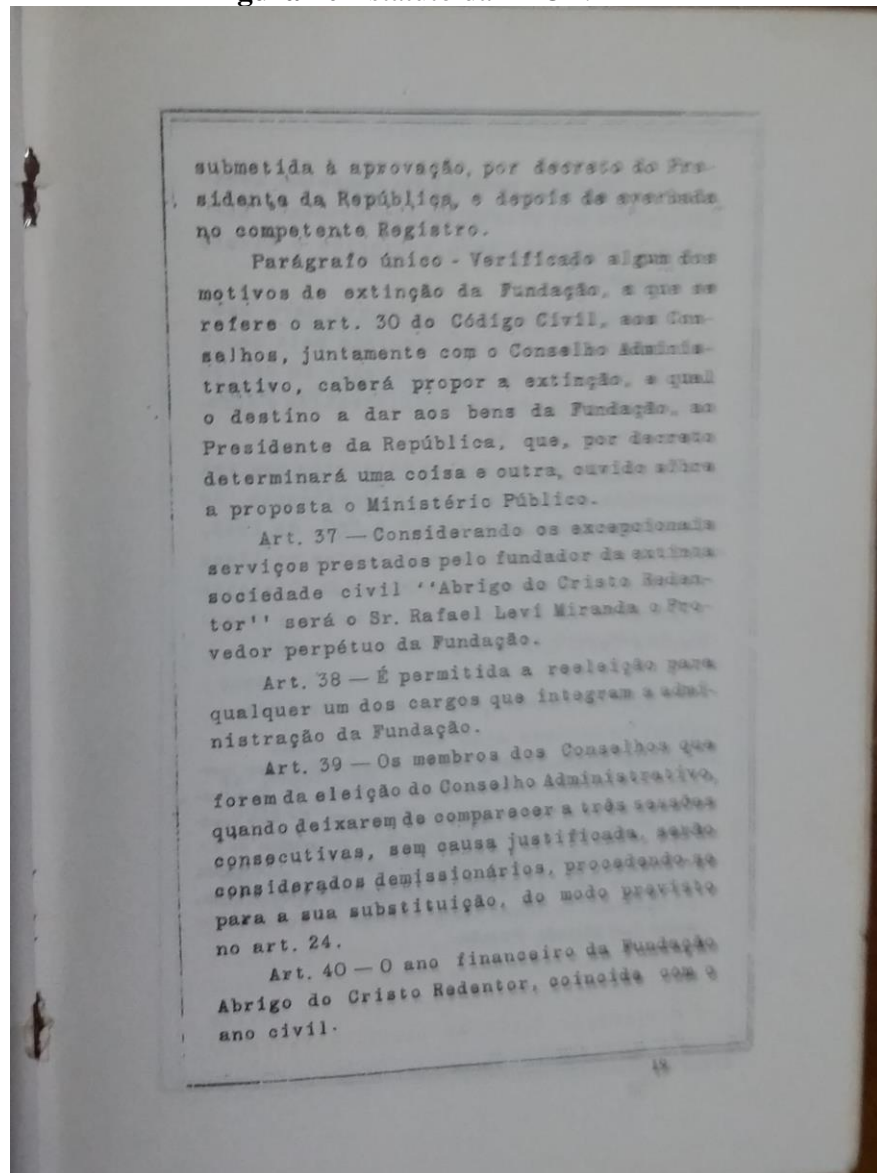 submetida à aprovação, por decreto do Pre-
sidente da República, e depois de averbada
no competente Registro.
Parágrafo único - Verificado algum dos
motivos de extinção da Fundação, a que se
refere o art. 30 do Código Civil, aos Con-
selhos, juntamente com o Conselho Adminis-
trativo, caberá propor a extinção, e qual
o destino a dar aos bens da Fundação, ao
Presidente da República, que, por decreto
determinará uma coisa e outra, ouvido sôbre
a proposta o Ministério Público.
Art. 37 — Considerando os excepcionais
serviços prestados pelo fundador da extinta
sociedade civil ''Abrigo do Cristo Reden-
tor'' será o Sr. Rafael Levi Miranda o Pro-
vedor perpétuo da Fundação.
Art. 38 — É permitida a reeleição para
qualquer um dos cargos que integram a admi-
nistração da Fundação.
Art. 39 — Os membros dos Conselhos que
forem da eleição do Conselho Administrativo,
quando deixarem de comparecer a três sessões
consecutivas, sem causa justificada, serão
considerados demissionários, procedendo-se
para a sua substituição, do modo previsto
no art. 24.
Art. 40 — O ano financeiro da Fundação
Abrigo do Cristo Redentor, coincide com o
ano civil.
18